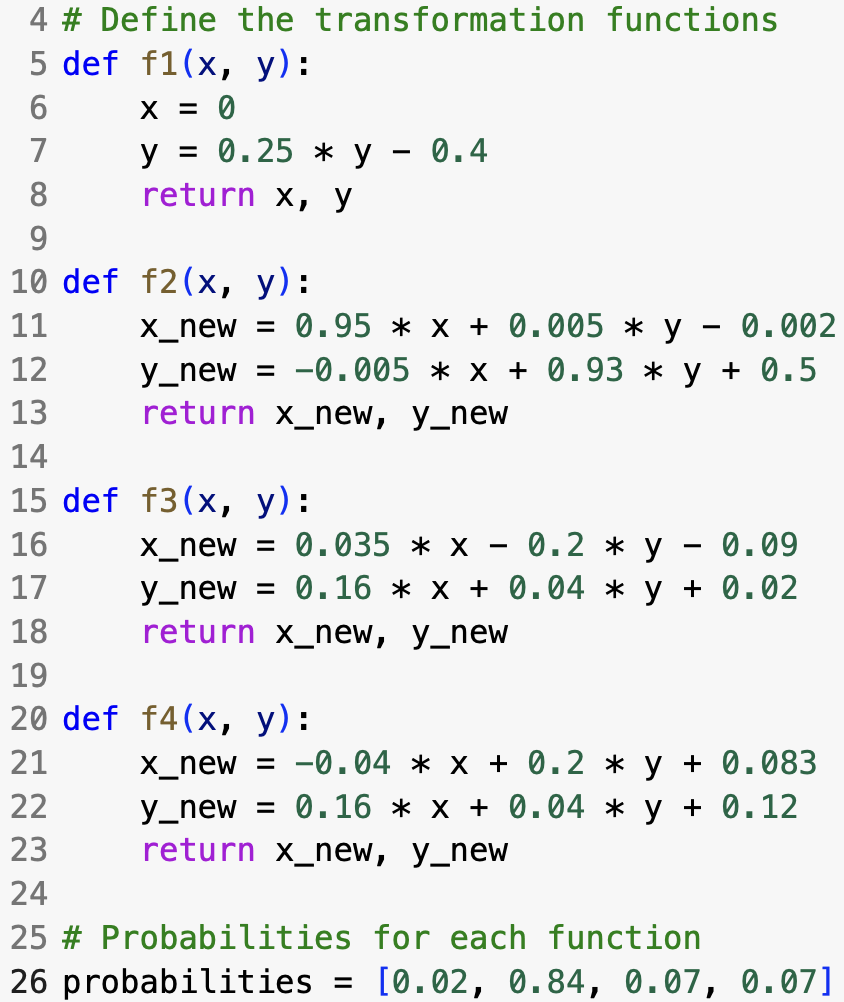 4 # Define the transformation functions
5 def f1(x, y):
6     x = 0
7     y = 0.25 * y - 0.4
8     return x, y
9
10 def f2(x, y):
11     x_new = 0.95 * x + 0.005 * y - 0.002
12     y_new = -0.005 * x + 0.93 * y + 0.5
13     return x_new, y_new
14
15 def f3(x, y):
16     x_new = 0.035 * x - 0.2 * y - 0.09
17     y_new = 0.16 * x + 0.04 * y + 0.02
18     return x_new, y_new
19
20 def f4(x, y):
21     x_new = -0.04 * x + 0.2 * y + 0.083
22     y_new = 0.16 * x + 0.04 * y + 0.12
23     return x_new, y_new
24
25 # Probabilities for each function
26 probabilities = [0.02, 0.84, 0.07, 0.07]